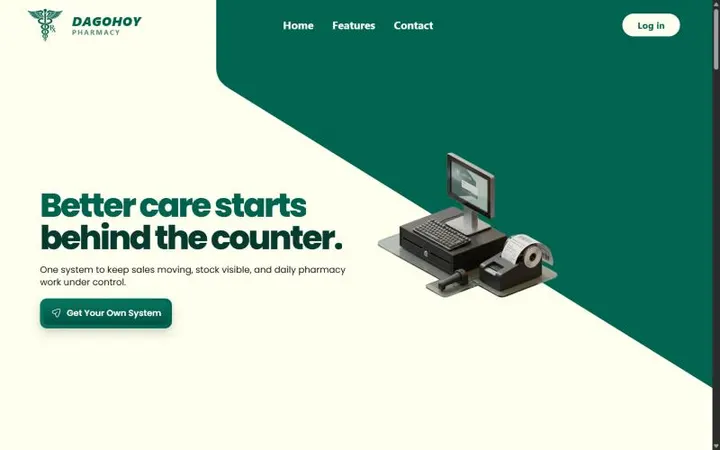 DAGOHOY
PHARMACY
Home Features Contact
Log in
Better care starts
behind the counter.
One system to keep sales moving, stock visible, and daily pharmacy
work under control.
Get Your Own System